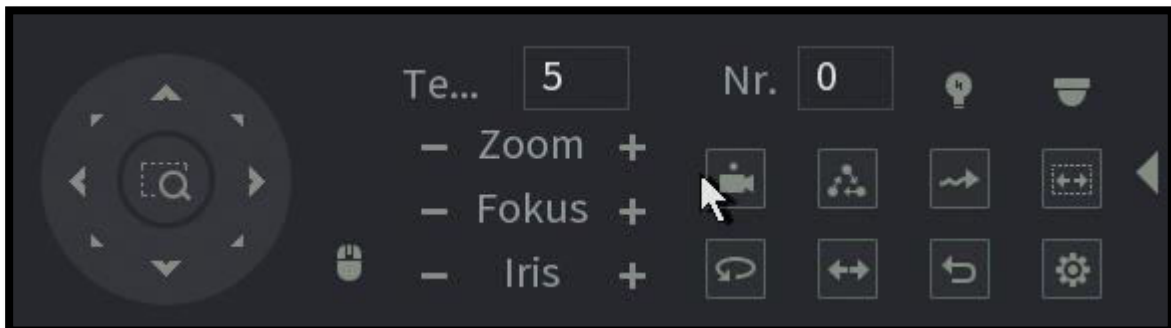 Te... 5 Nr. 0
− Zoom +
− Fokus +
− Iris +